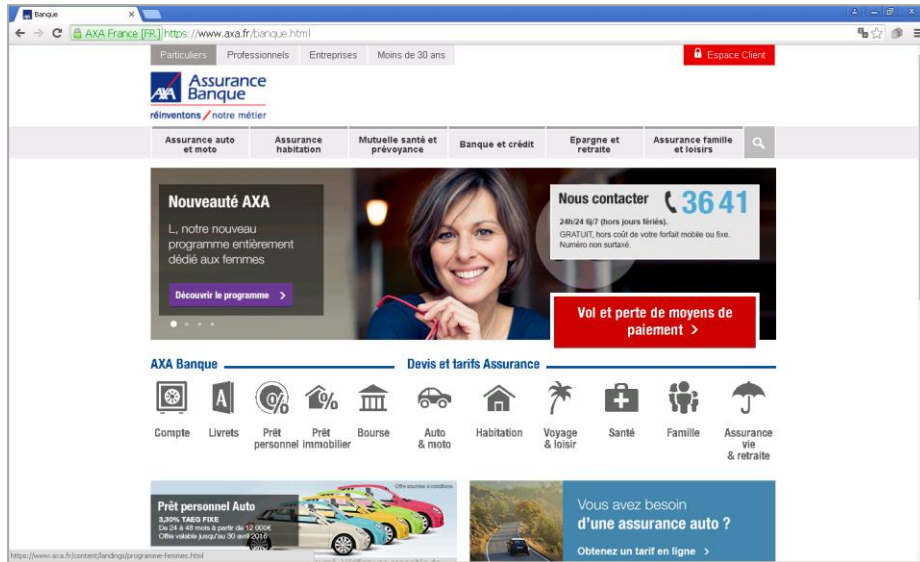 Banque
AXA France [FR] https://www.axa.fr/banque.html
Particuliers Professionnels Entreprises Moins de 30 ans Espace Client
AXA
Assurance
Banque
réinventons / notre métier
Assurance auto
et moto
Assurance
habitation
Mutuelle santé et
prévoyance
Banque et crédit
Epargne et
retraite
Assurance famille
et loisirs
Nouveauté AXA
L, notre nouveau
programme entièrement
dédié aux femmes
Découvrir le programme >
Nous contacter 36 41
24h/24 6j/7 (hors jours fériés).
GRATUIT, hors coût de votre forfait mobile ou fixe.
Numéro non surtaxé.
Vol et perte de moyens de
paiement >
AXA Banque
Devis et tarifs Assurance
Compte
Livrets
Prêt
personnel
Prêt
immobilier
Bourse
Auto
& moto
Habitation
Voyage
& loisir
Santé
Famille
Assurance
vie
& retraite
Offre soumise à conditions
Prêt personnel Auto
3,30% TAEG FIXE
De 24 à 48 mois à partir de 12 000€
Offre valable jusqu'au 30 avril 2016
Vous avez besoin
d'une assurance auto ?
Obtenez un tarif en ligne >
https://www.axa.fr/content/landings/programme-femmes.html